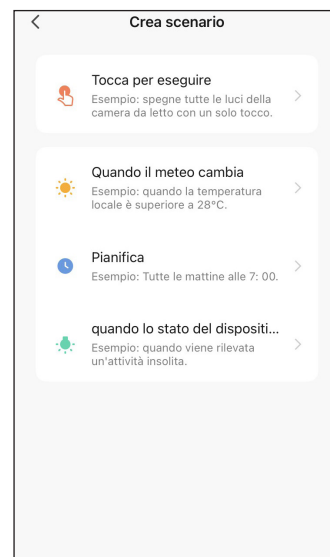 Crea scenario
Tocca per eseguire
Esempio: spegne tutte le luci della
camera da letto con un solo tocco.
Quando il meteo cambia
Esempio: quando la temperatura
locale è superiore a 28°C.
Pianifica
Esempio: Tutte le mattine alle 7: 00.
quando lo stato del dispositi...
Esempio: quando viene rilevata
un'attività insolita.